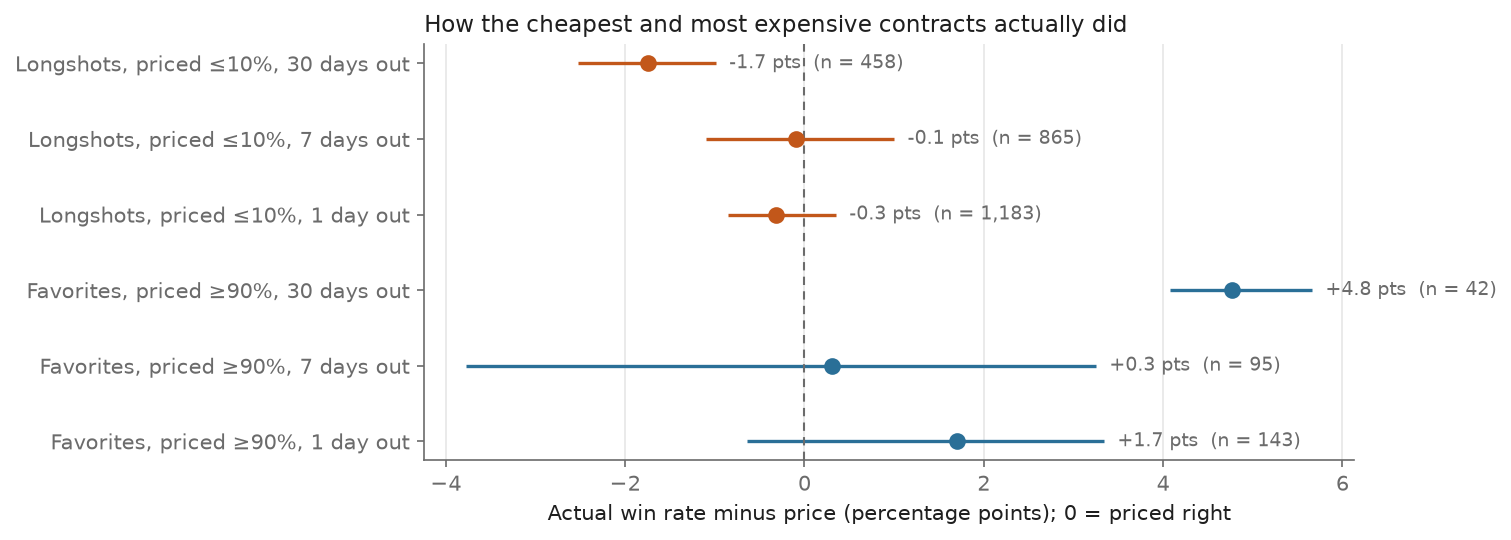 How the cheapest and most expensive contracts actually did
Longshots, priced ≤10%, 30 days out
-1.7 pts (n = 458)
Longshots, priced ≤10%, 7 days out
-0.1 pts (n = 865)
Longshots, priced ≤10%, 1 day out
-0.3 pts (n = 1,183)
Favorites, priced ≥90%, 30 days out
+4.8 pts (n = 42)
Favorites, priced ≥90%, 7 days out
+0.3 pts (n = 95)
Favorites, priced ≥90%, 1 day out
+1.7 pts (n = 143)
−4 −2 0 2 4 6
Actual win rate minus price (percentage points); 0 = priced right